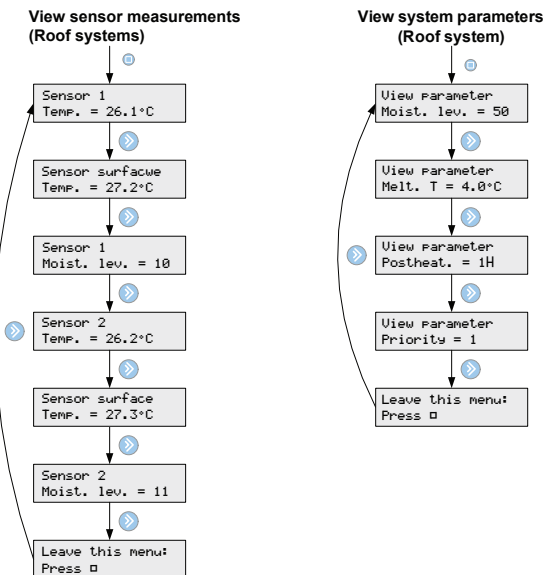 View sensor measurements
(Roof systems)
Sensor 1
Temp. = 26.1°C
Sensor surfacwe
Temp. = 27.2°C
Sensor 1
Moist. lev. = 10
Sensor 2
Temp. = 26.2°C
Sensor surface
Temp. = 27.3°C
Sensor 2
Moist. lev. = 11
Leave this menu:
Press □
View system parameters
(Roof system)
View parameter
Moist. lev. = 50
View parameter
Melt. T = 4.0°C
View parameter
Postheat. = 1H
View parameter
Priority = 1
Leave this menu:
Press □